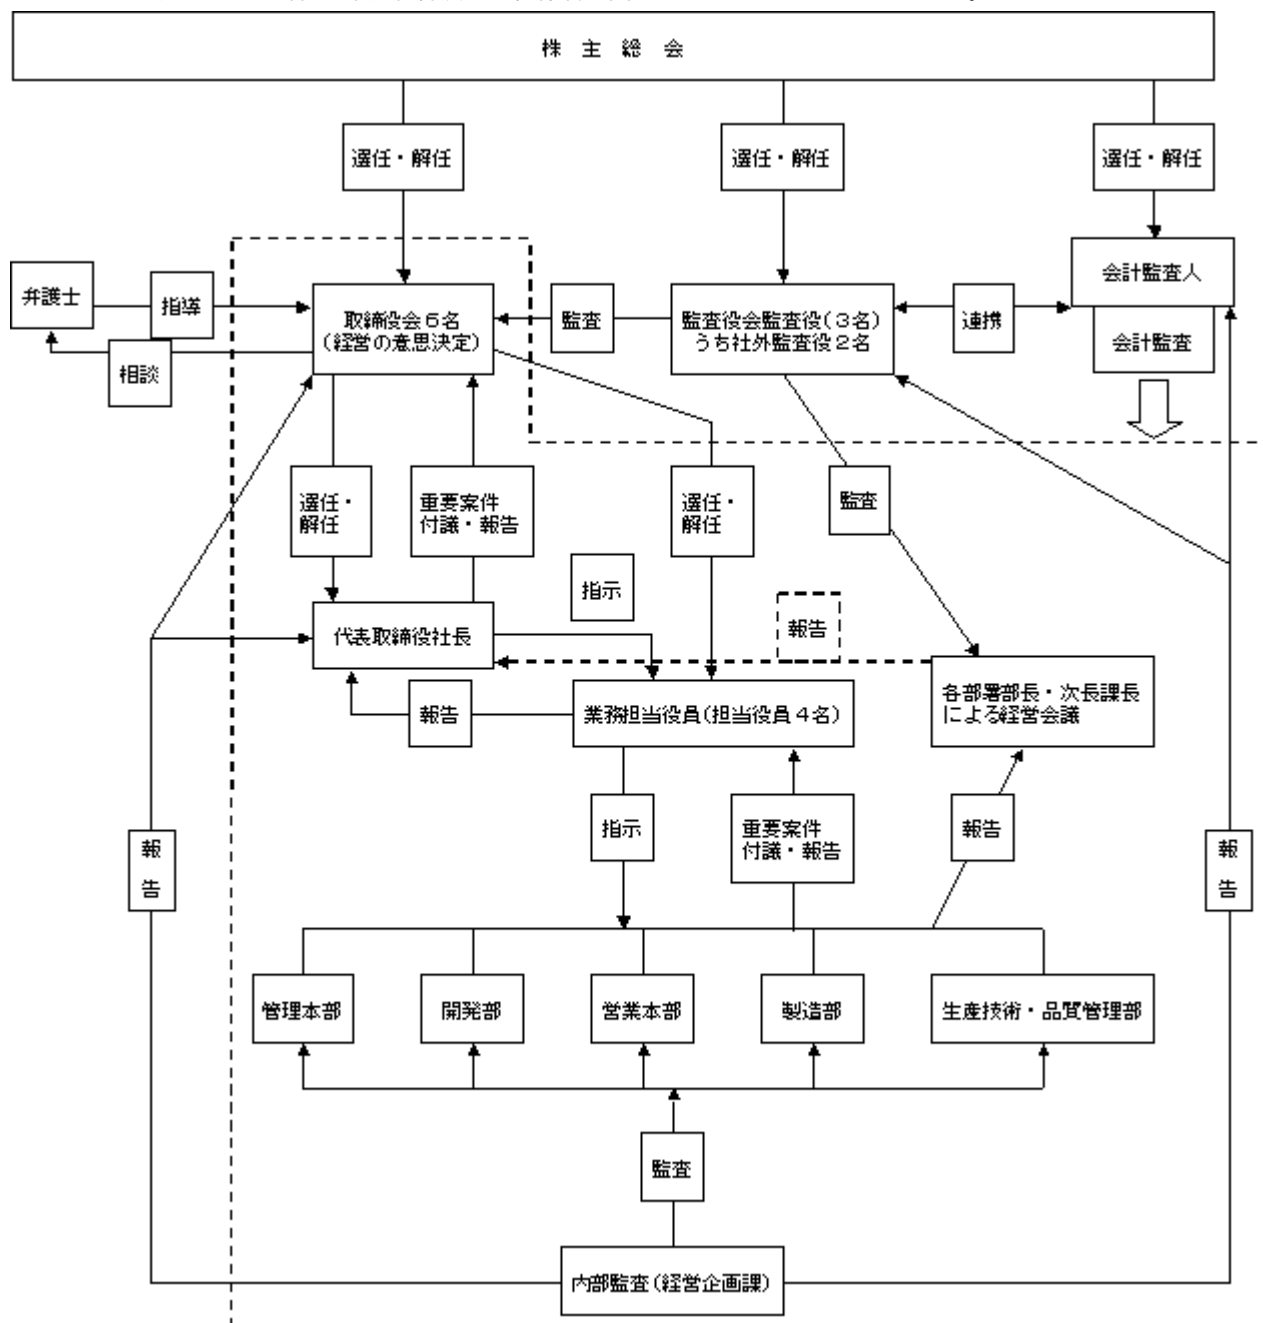 株 主 総 会
選任・解任
選任・解任
選任・解任
弁護士
指導
相談
取締役会６名
(経営の意思決定)
監査
監査役会監査役(３名)
うち社外監査役２名
連携
会計監査人
会計監査
選任・
解任
重要案件
付議・報告
選任・
解任
監査
指示
報告
代表取締役社長
報告
業務担当役員(担当役員４名)
各部署部長・次長課長
による経営会議
指示
重要案件
付議・報告
報告
報
告
報
告
管理本部
開発部
営業本部
製造部
生産技術・品質管理部
監査
内部監査(経営企画課)